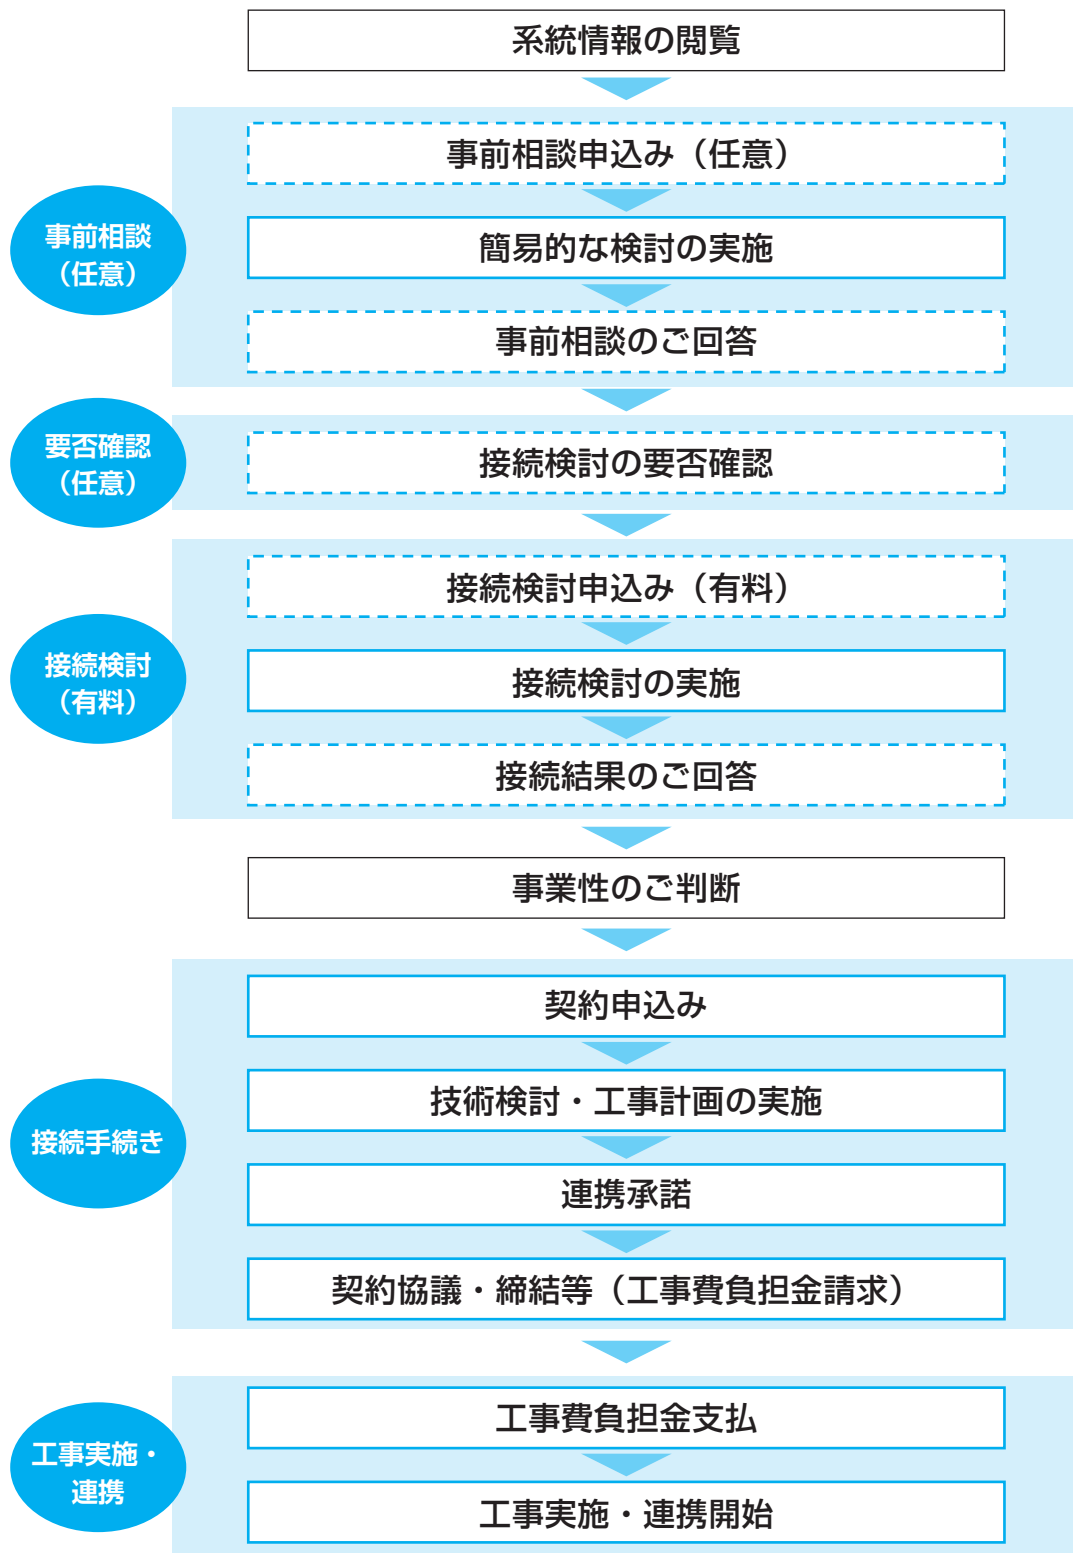 系統情報の閲覧
事前相談
（任意）
事前相談申込み（任意）
簡易的な検討の実施
事前相談のご回答
要否確認
（任意）
接続検討の要否確認
接続検討
（有料）
接続検討申込み（有料）
接続検討の実施
接続結果のご回答
事業性のご判断
接続手続き
契約申込み
技術検討・工事計画の実施
連携承諾
契約協議・締結等（工事費負担金請求）
工事実施・
連携
工事費負担金支払
工事実施・連携開始